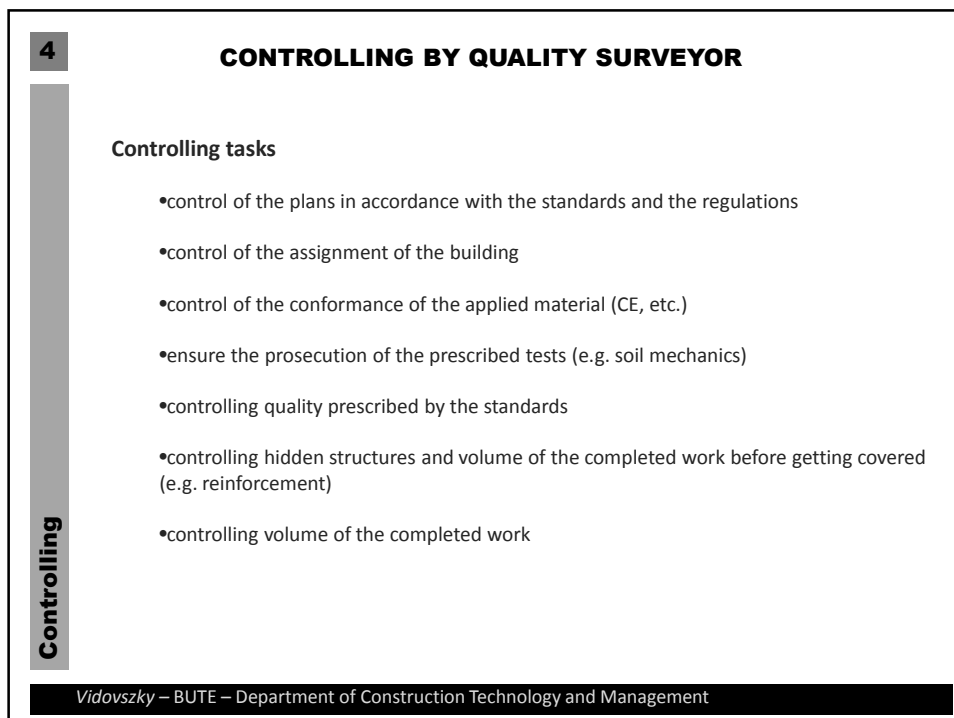 4
CONTROLLING BY QUALITY SURVEYOR
Controlling tasks
•control of the plans in accordance with the standards and the regulations
•control of the assignment of the building
•control of the conformance of the applied material (CE, etc.)
•ensure the prosecution of the prescribed tests (e.g. soil mechanics)
•controlling quality prescribed by the standards
•controlling hidden structures and volume of the completed work before getting covered
(e.g. reinforcement)
•controlling volume of the completed work
Controlling
Vidovszky – BUTE – Department of Construction Technology and Management